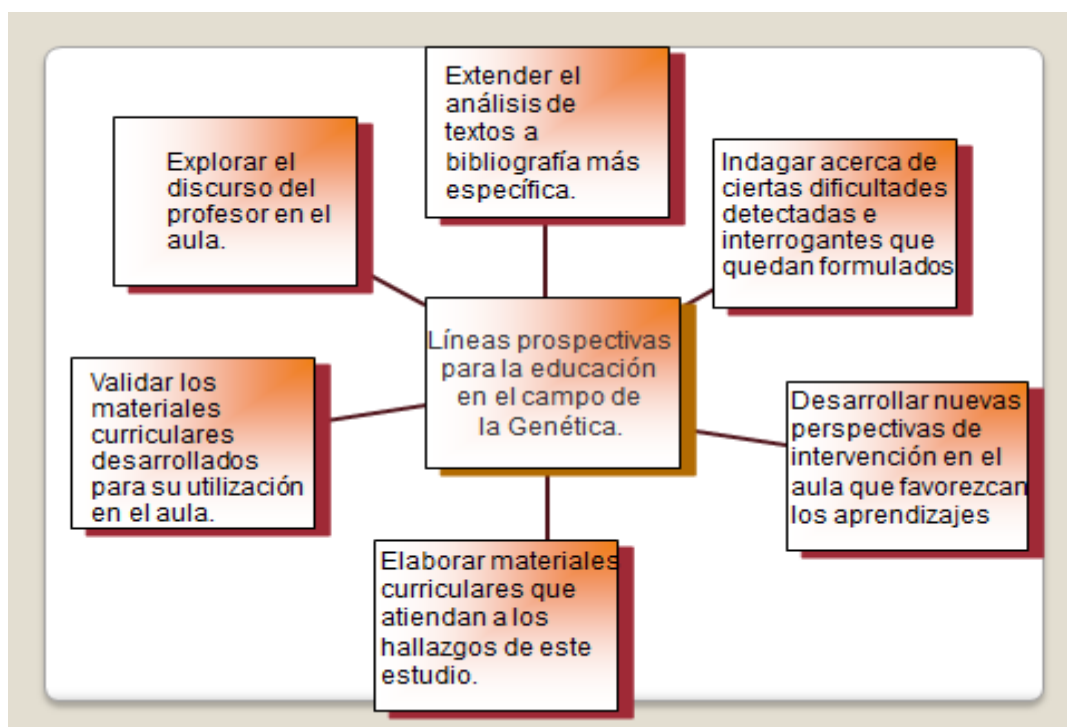 Extender el
análisis de
textos a
bibliografía más
específica.
Explorar el
discurso del
profesor en el
aula.
Indagar acerca de
ciertas dificultades
detectadas e
interrogantes que
quedan formulados
Líneas prospectivas
para la educación
en el campo de
la Genética.
Validar los
materiales
curriculares
desarrollados
para su utilización
en el aula.
Desarrollar nuevas
perspectivas de
intervención en el
aula que favorezcan
los aprendizajes
Elaborar materiales
curriculares que
atiendan a los
hallazgos de este
estudio.